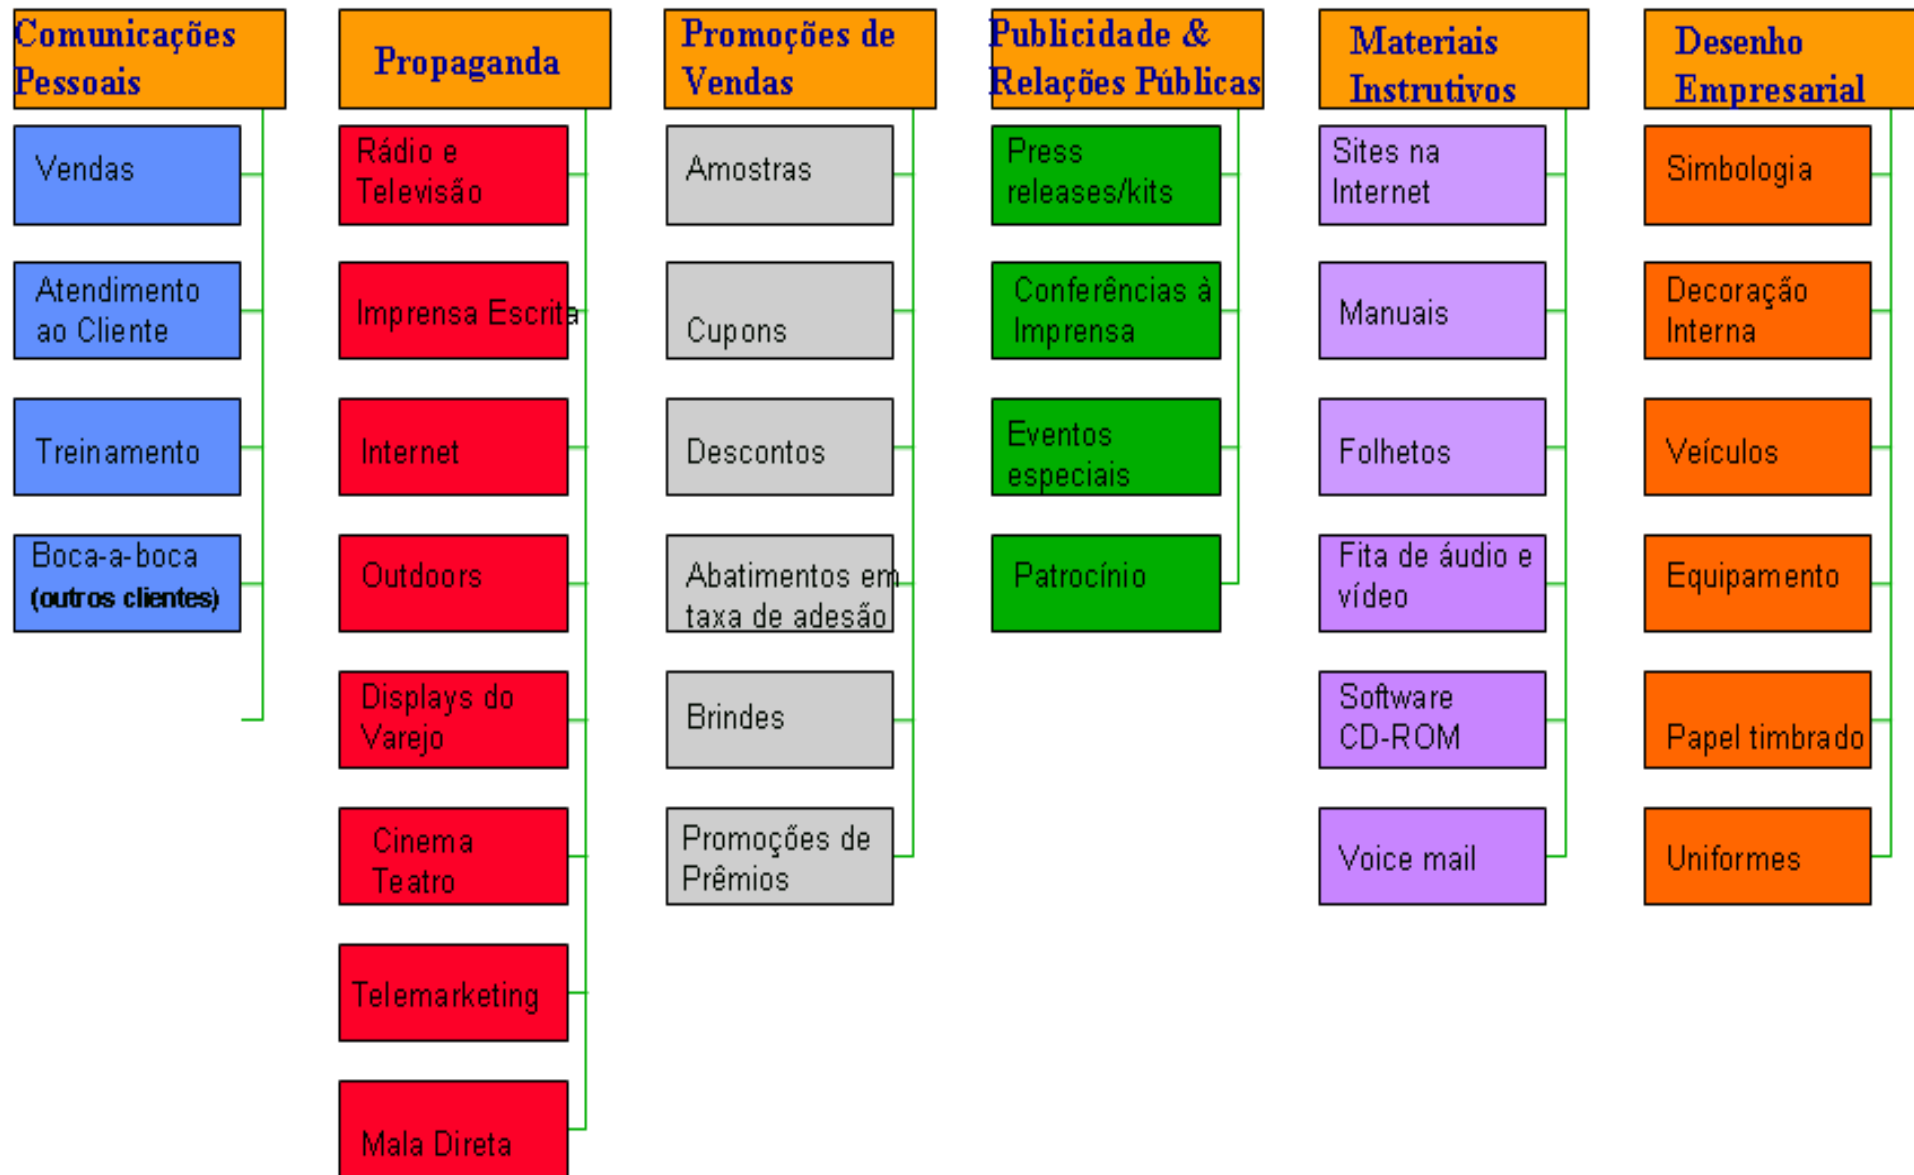 Comunicações
Pessoais
Vendas
Atendimento
ao Cliente
Treinamento
Boca-a-boca
(outros clientes)
Propaganda
Rádio e
Televisão
Imprensa Escrita
Internet
Outdoors
Displays do
Varejo
Cinema
Teatro
Telemarketing
Mala Direta
Promoções de
Vendas
Amostras
Cupons
Descontos
Abatimentos em
taxa de adesão
Brindes
Promoções de
Prêmios
Publicidade &
Relações Públicas
Press
releases/kits
Conferências à
Imprensa
Eventos
especiais
Patrocínio
Materiais
Instrutivos
Sites na
Internet
Manuais
Folhetos
Fita de áudio e
vídeo
Software
CD-ROM
Voice mail
Desenho
Empresarial
Simbologia
Decoração
Interna
Veículos
Equipamento
Papel timbrado
Uniformes